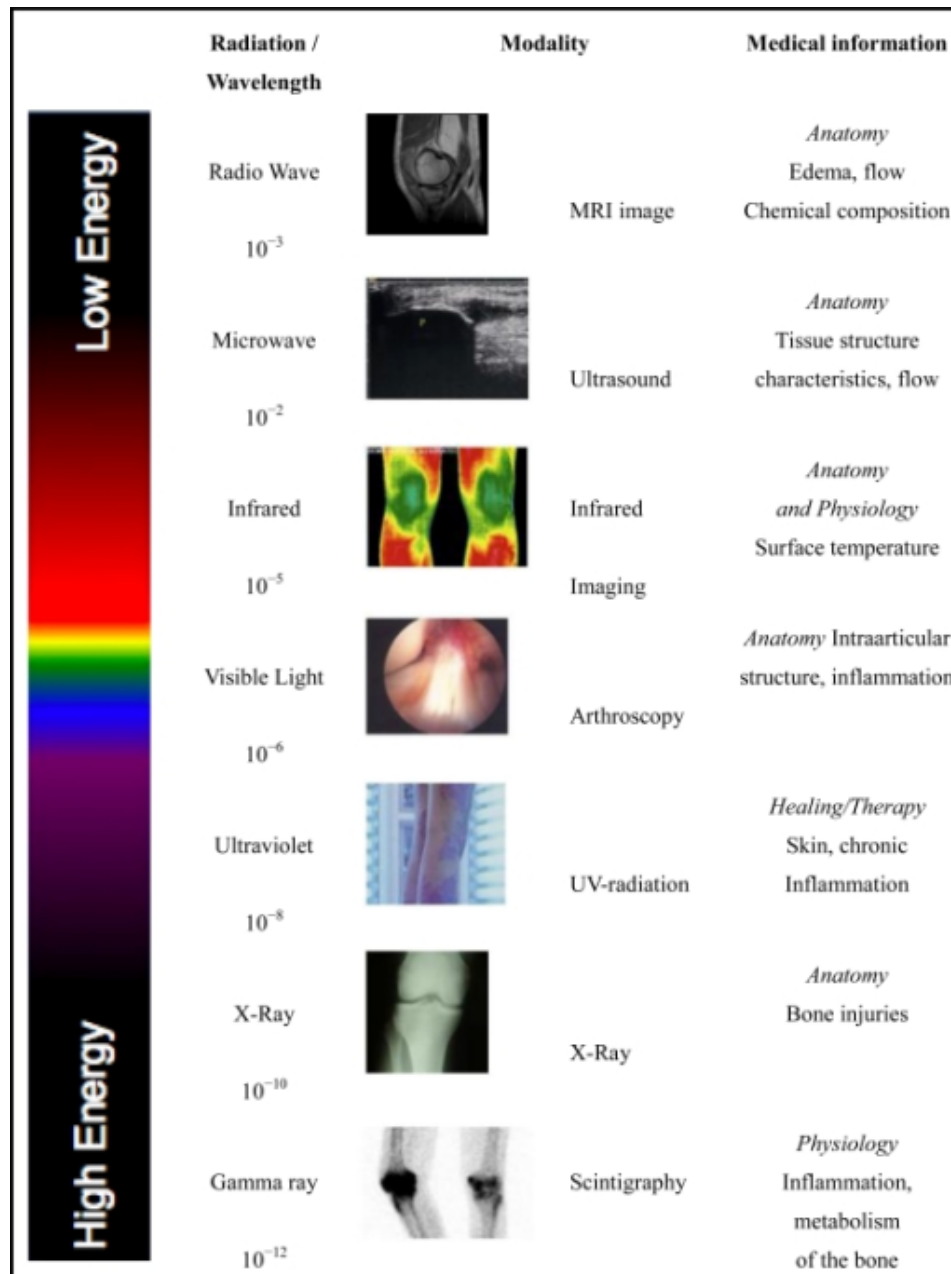 Radiation / Wavelength
Modality
Medical information
Low Energy
Radio Wave
10⁻³
MRI image
Anatomy
Edema, flow
Chemical composition
Microwave
10⁻²
Ultrasound
Anatomy
Tissue structure
characteristics, flow
Infrared
10⁻⁵
Infrared
Imaging
Anatomy
and Physiology
Surface temperature
Visible Light
10⁻⁶
Arthroscopy
Anatomy Intraarticular
structure, inflammation
Ultraviolet
10⁻⁸
UV-radiation
Healing/Therapy
Skin, chronic
Inflammation
X-Ray
10⁻¹⁰
X-Ray
Anatomy
Bone injuries
High Energy
Gamma ray
10⁻¹²
Scintigraphy
Physiology
Inflammation,
metabolism
of the bone